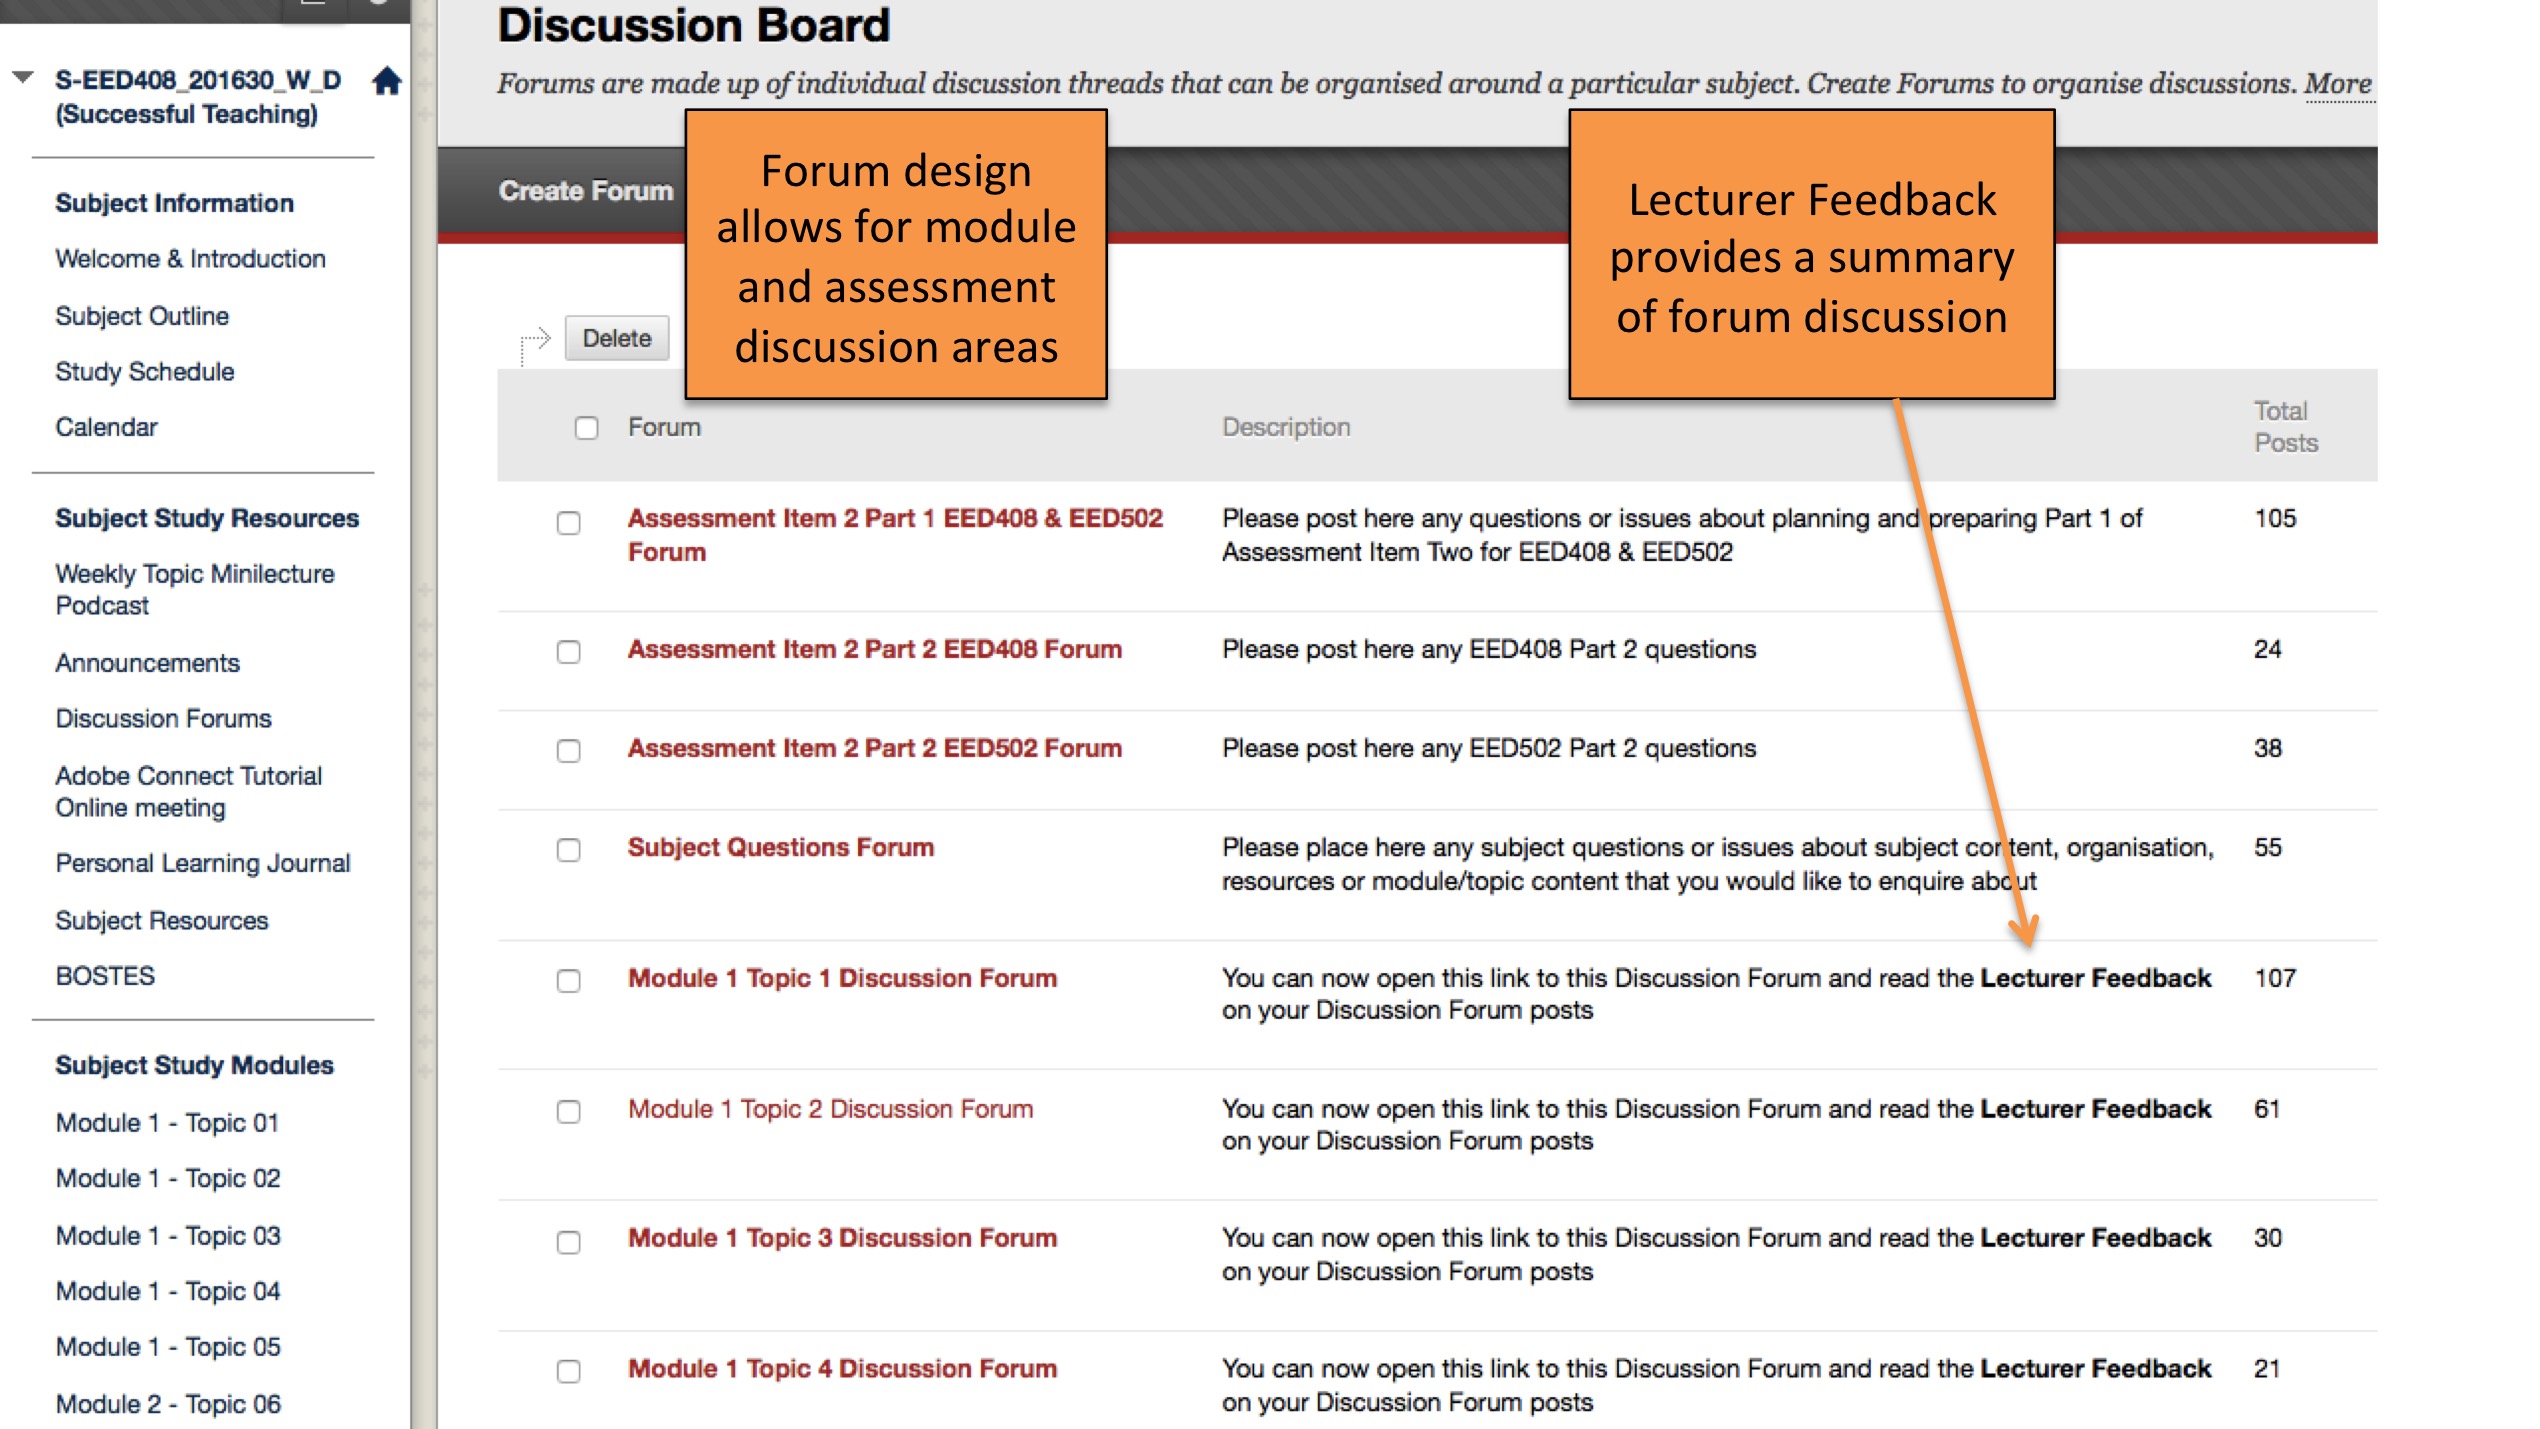 S-EED408_201630_W_D
(Successful Teaching)
Subject Information
Welcome & Introduction
Subject Outline
Study Schedule
Calendar
Subject Study Resources
Weekly Topic Minilecture
Podcast
Announcements
Discussion Forums
Adobe Connect Tutorial
Online meeting
Personal Learning Journal
Subject Resources
BOSTES
Subject Study Modules
Module 1 - Topic 01
Module 1 - Topic 02
Module 1 - Topic 03
Module 1 - Topic 04
Module 1 - Topic 05
Module 2 - Topic 06
Discussion Board
Forums are made up of individual discussion threads that can be organised around a particular subject. Create Forums to organise discussions. More
Create Forum
Forum design
allows for module
and assessment
discussion areas
Lecturer Feedback
provides a summary
of forum discussion
Delete
Forum
Description
Total
Posts
Assessment Item 2 Part 1 EED408 & EED502
Forum
Please post here any questions or issues about planning and preparing Part 1 of
Assessment Item Two for EED408 & EED502
105
Assessment Item 2 Part 2 EED408 Forum
Please post here any EED408 Part 2 questions
24
Assessment Item 2 Part 2 EED502 Forum
Please post here any EED502 Part 2 questions
38
Subject Questions Forum
Please place here any subject questions or issues about subject content, organisation,
resources or module/topic content that you would like to enquire about
55
Module 1 Topic 1 Discussion Forum
You can now open this link to this Discussion Forum and read the Lecturer Feedback
on your Discussion Forum posts
107
Module 1 Topic 2 Discussion Forum
You can now open this link to this Discussion Forum and read the Lecturer Feedback
on your Discussion Forum posts
61
Module 1 Topic 3 Discussion Forum
You can now open this link to this Discussion Forum and read the Lecturer Feedback
on your Discussion Forum posts
30
Module 1 Topic 4 Discussion Forum
You can now open this link to this Discussion Forum and read the Lecturer Feedback
on your Discussion Forum posts
21